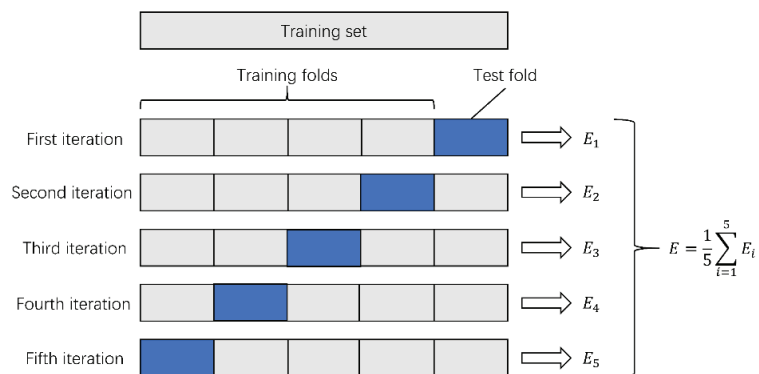 Training set
Training folds
Test fold
First iteration
E₁
Second iteration
E₂
Third iteration
E₃
Fourth iteration
E₄
Fifth iteration
E₅
E = 1/5 ∑_{i=1}^{5} E_i